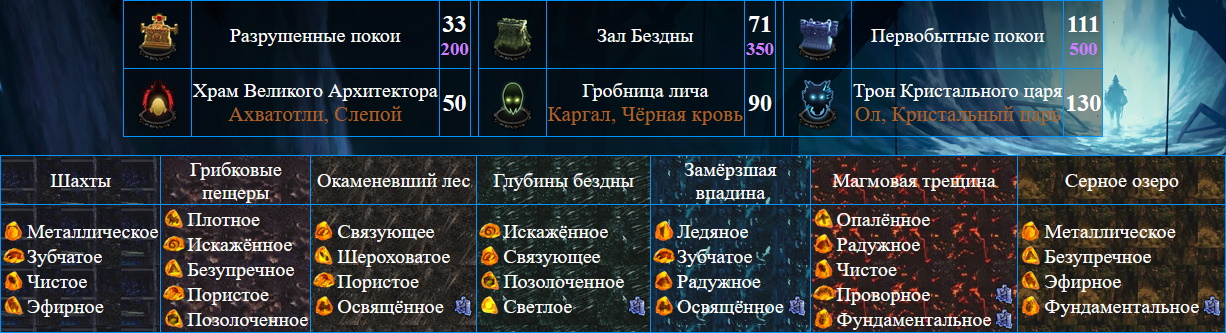 Разрушенные покои 33 200
Зал Бездны 71 350
Первобытные покои 111 500
Храм Великого Архитектора
Ахватотли, Слепой 50
Гробница лича
Каргал, Чёрная кровь 90
Трон Кристального царя
Ол, Кристальный царь 130
Шахты
Грибковые
пещеры
Окаменевший лес
Глубины бездны
Замёрзшая
впадина
Магмовая трещина
Серное озеро
Металлическое
Зубчатое
Чистое
Эфирное
Плотное
Искажённое
Безупречное
Пористое
Позолоченное
Связующее
Шероховатое
Пористое
Освящённое
Искажённое
Связующее
Позолоченное
Светлое
Ледяное
Зубчатое
Радужное
Освящённое
Опалённое
Радужное
Чистое
Проворное
Фундаментальное
Металлическое
Безупречное
Эфирное
Фундаментальное